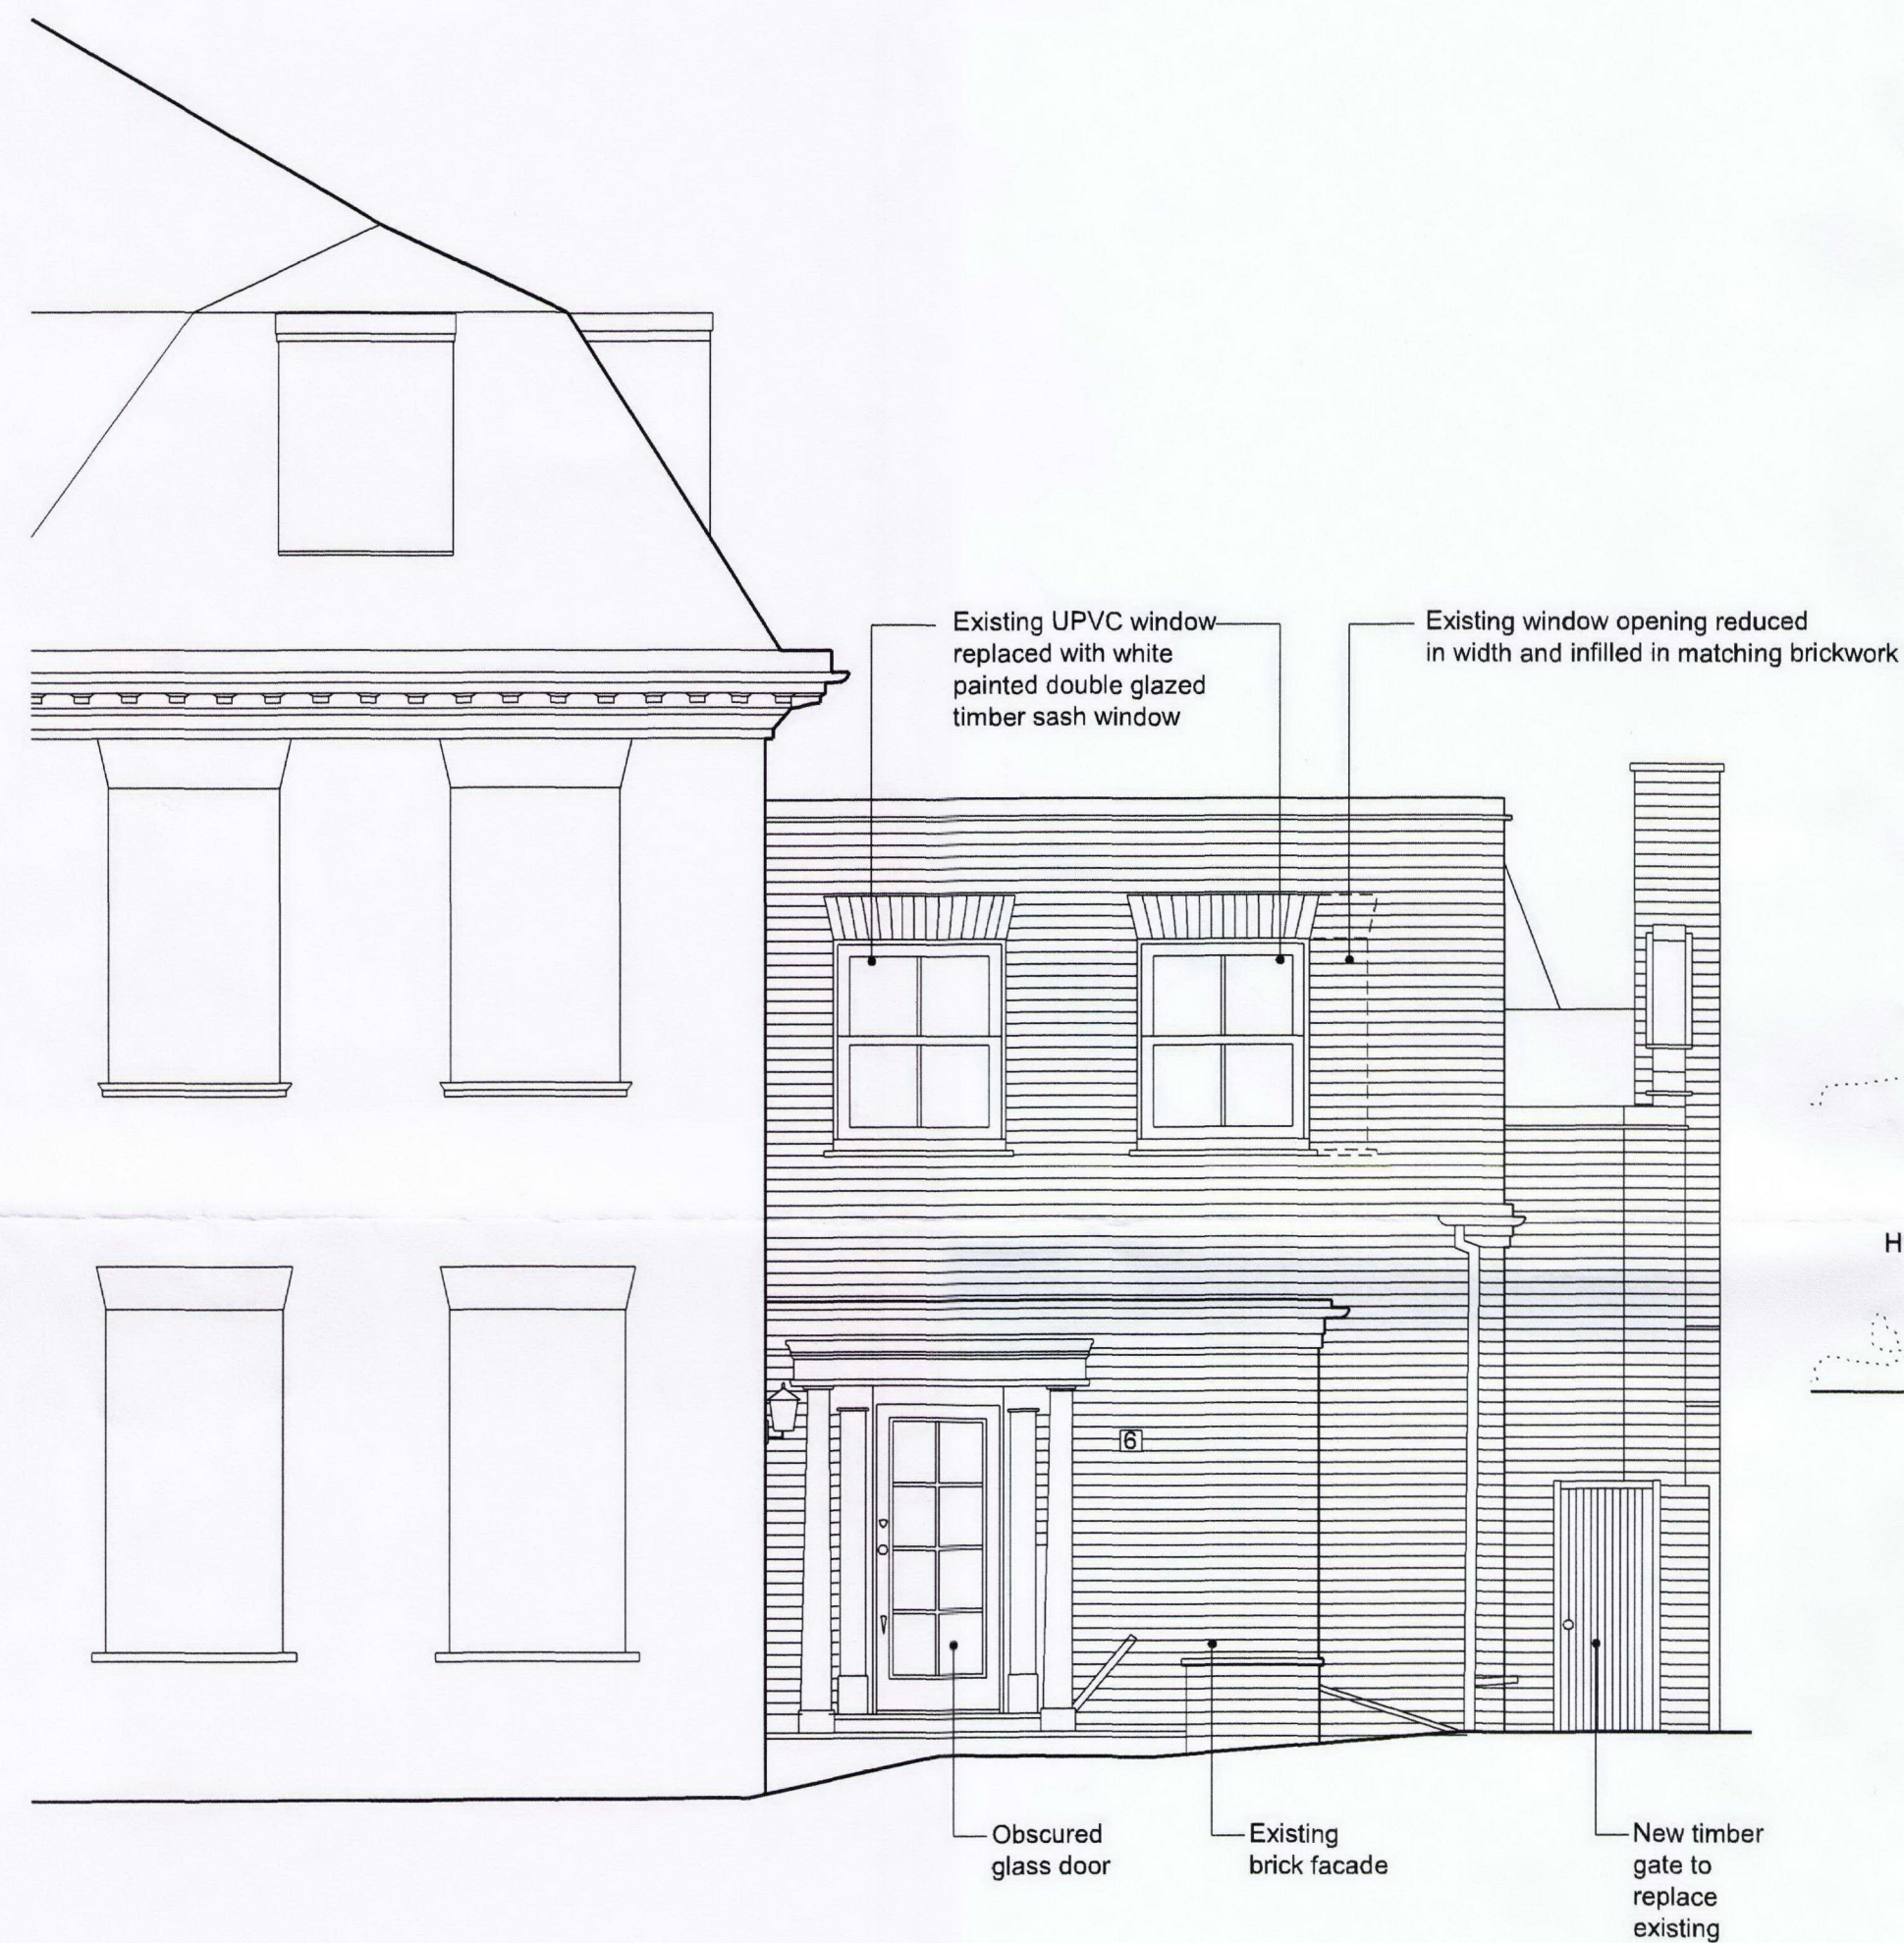 Existing UPVC window
replaced with white
painted double glazed
timber sash window
Existing window opening reduced
in width and infilled in matching brickwork
H
6
Obscured
glass door
Existing
brick facade
New timber
gate to
replace
existing